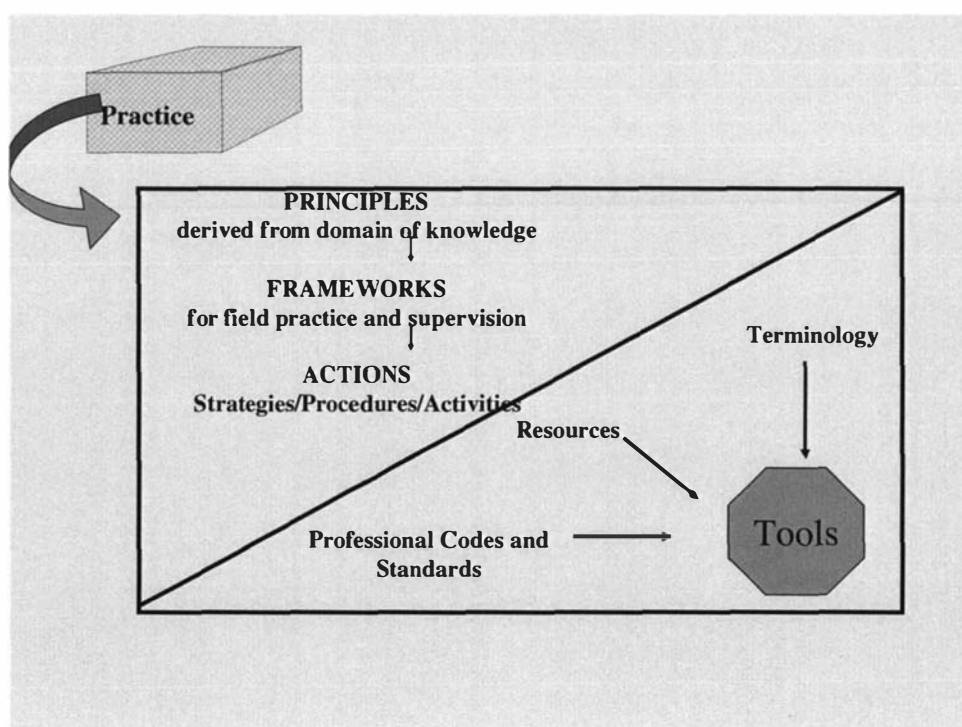 Practice
PRINCIPLES
derived from domain of knowledge
FRAMEWORKS
for field practice and supervision
ACTIONS
Strategies/Procedures/Activities
Terminology
Resources
Professional Codes and
Standards
Tools